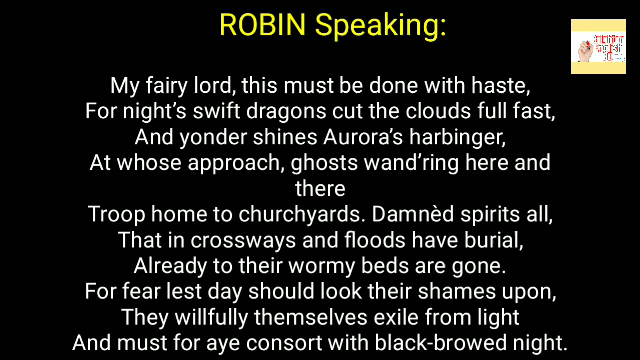 ROBIN Speaking:
My fairy lord, this must be done with haste,
For night’s swift dragons cut the clouds full fast,
And yonder shines Aurora’s harbinger,
At whose approach, ghosts wand’ring here and
there
Troop home to churchyards. Damnèd spirits all,
That in crossways and floods have burial,
Already to their wormy beds are gone.
For fear lest day should look their shames upon,
They willfully themselves exile from light
And must for aye consort with black-browed night.